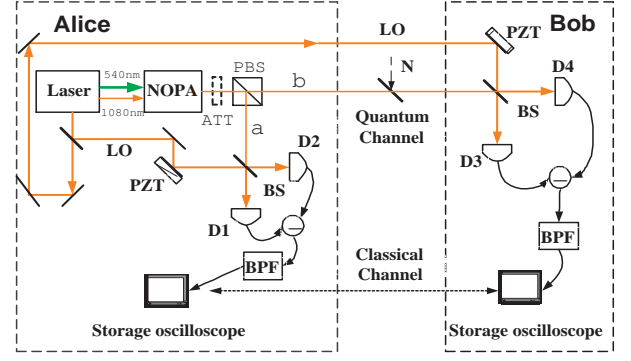 Alice
Bob
LO
PZT
D4
PBS
Laser
540nm
1080nm
NOPA
ATT
b
N
BS
Quantum
Channel
a
LO
D2
D3
PZT
BS
D1
BPF
BPF
Classical
Channel
Storage oscilloscope
Storage oscilloscope